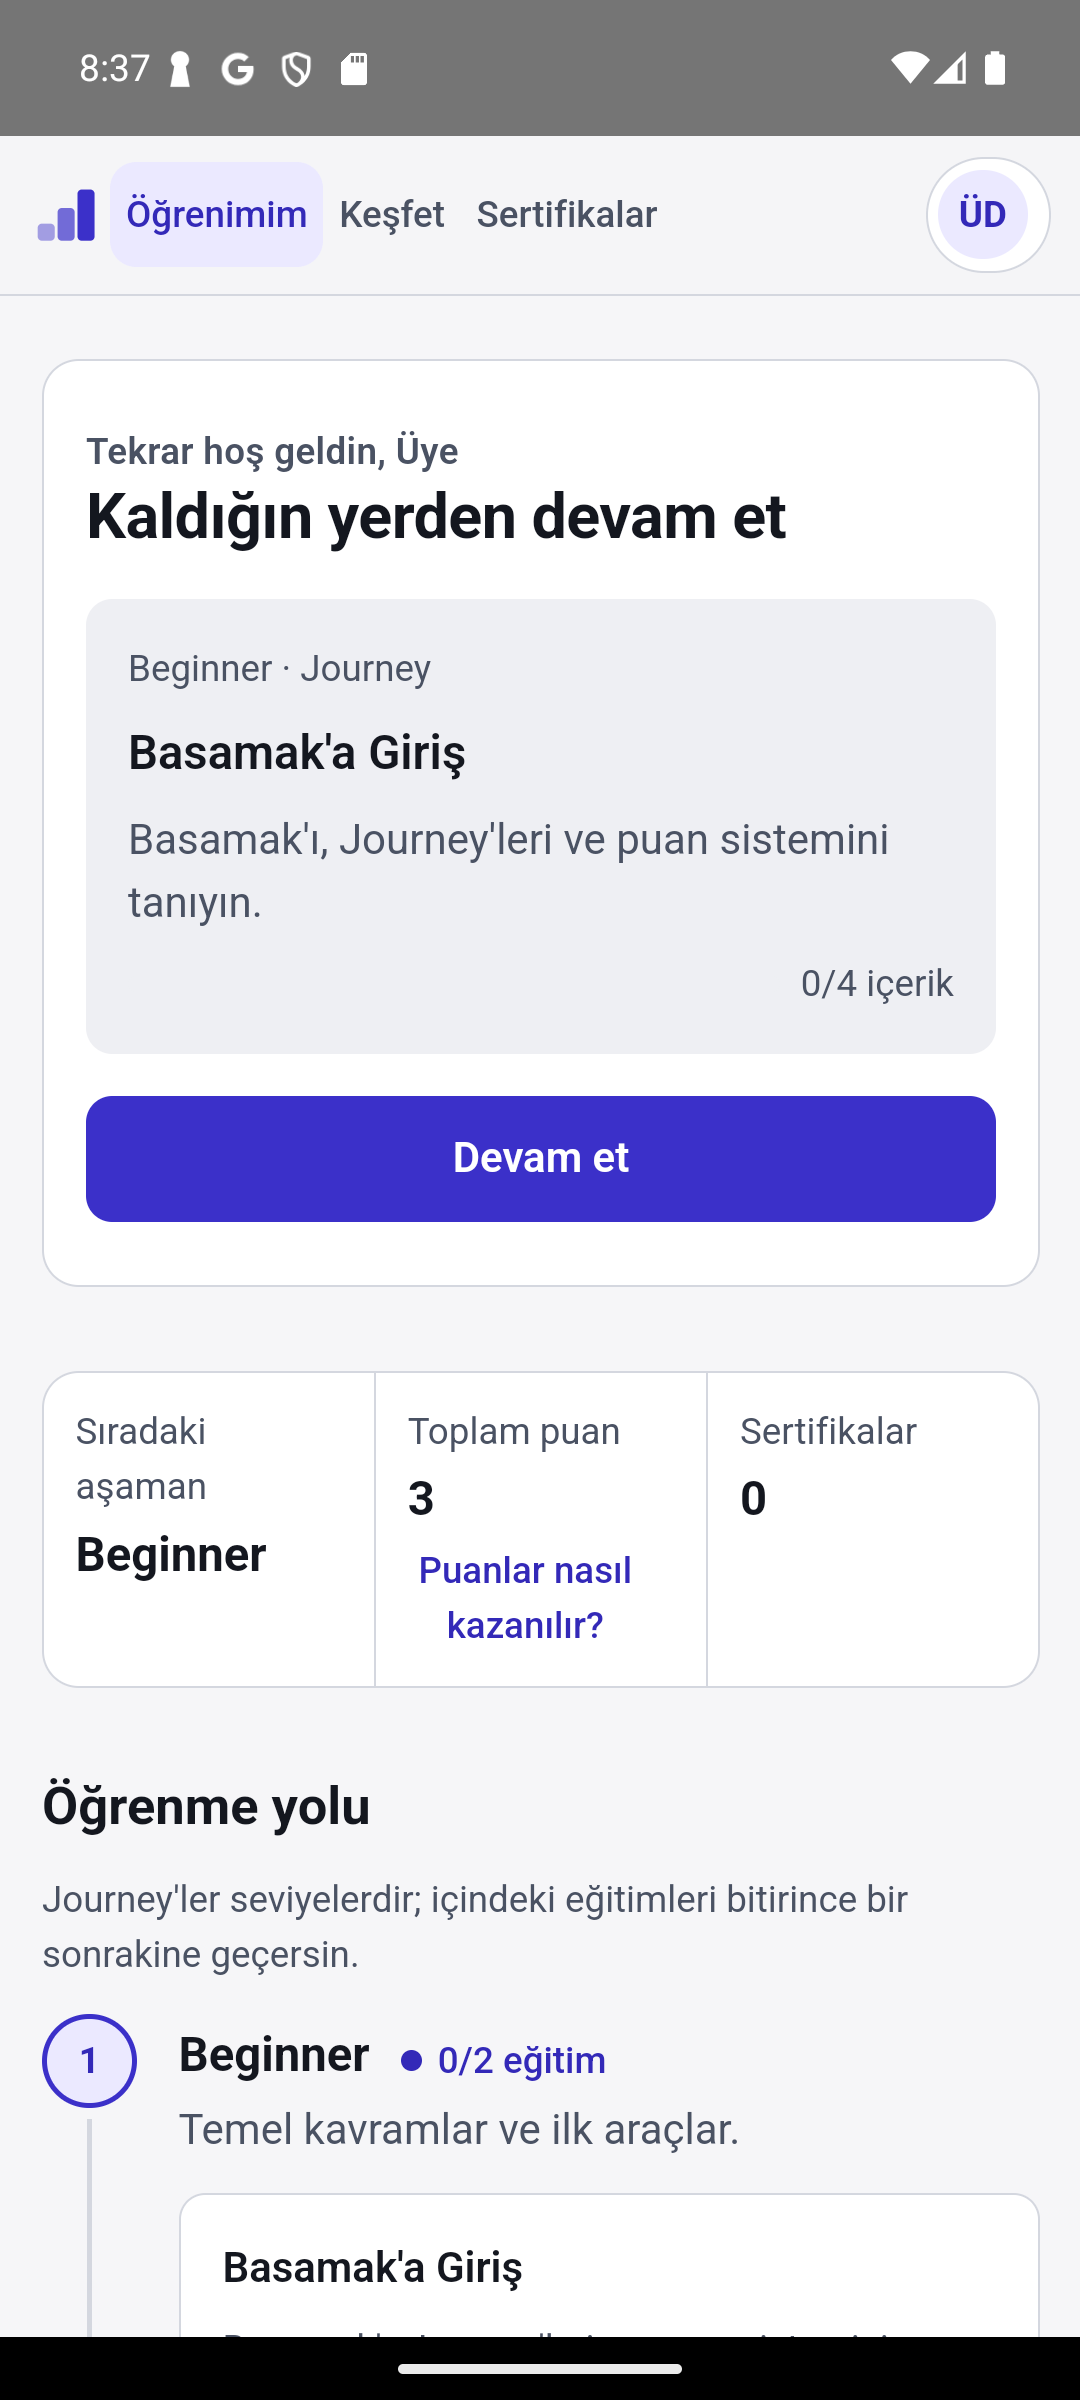 8:37
Öğrenimim Keşfet Sertifikalar ÜD
Tekrar hoş geldin, Üye
Kaldığın yerden devam et
Beginner · Journey
Basamak'a Giriş
Basamak'ı, Journey'leri ve puan sistemini
tanıyın.
0/4 içerik
Devam et
Sıradaki
aşaman
Beginner
Toplam puan
3
Puanlar nasıl
kazanılır?
Sertifikalar
0
Öğrenme yolu
Journey'ler seviyelerdir; içindeki eğitimleri bitirince bir
sonrakine geçersin.
1
Beginner 0/2 eğitim
Temel kavramlar ve ilk araçlar.
Basamak'a Giriş